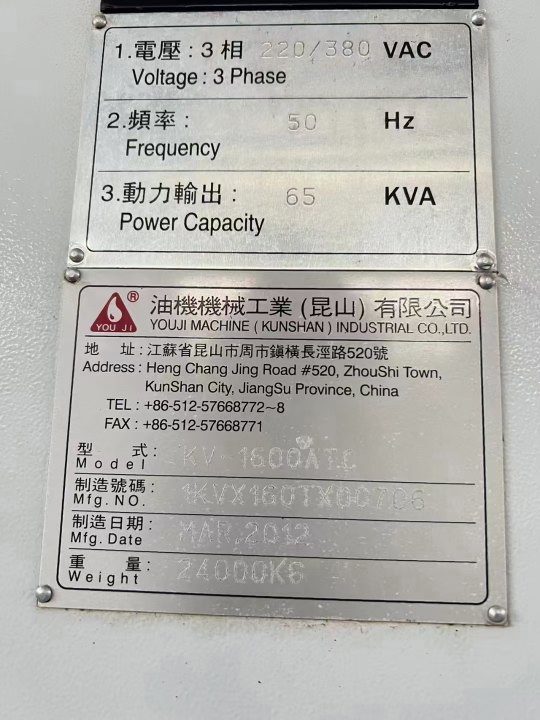 1.電壓：3相 220/380 VAC
Voltage : 3 Phase
2.頻率： 50 Hz
Frequency
3.動力輸出： 65 KVA
Power Capacity
YOU JI ® 油機機械工業 (昆山) 有限公司
YOUJI MACHINE ( KUNSHAN ) INDUSTRIAL CO.,LTD.
地 址：江蘇省昆山市周市鎮橫長涇路520號
Address : Heng Chang Jing Road #520, ZhouShi Town,
KunShan City, JiangSu Province, China
TEL : +86-512-57668772~8
FAX : +86-512-57668771
型 式：
Model KV-1600ATC
制造號碼：
Mfg. NO. 1KVX160TX0C706
制造日期：
Mfg. Date MAR.2012
重 量：
Weight 24000KG